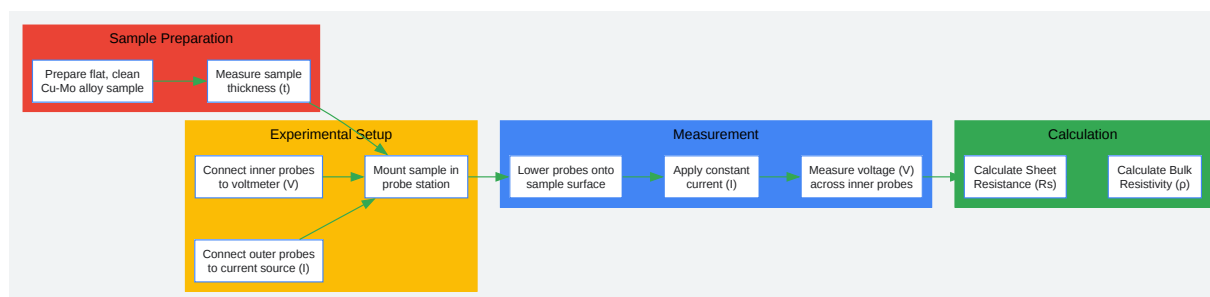 Sample Preparation
Prepare flat, clean
Cu-Mo alloy sample
Measure sample
thickness (t)
Experimental Setup
Connect inner probes
to voltmeter (V)
Mount sample in
probe station
Connect outer probes
to current source (I)
Measurement
Lower probes onto
sample surface
Apply constant
current (I)
Measure voltage (V)
across inner probes
Calculation
Calculate Sheet
Resistance (Rs)
Calculate Bulk
Resistivity (ρ)